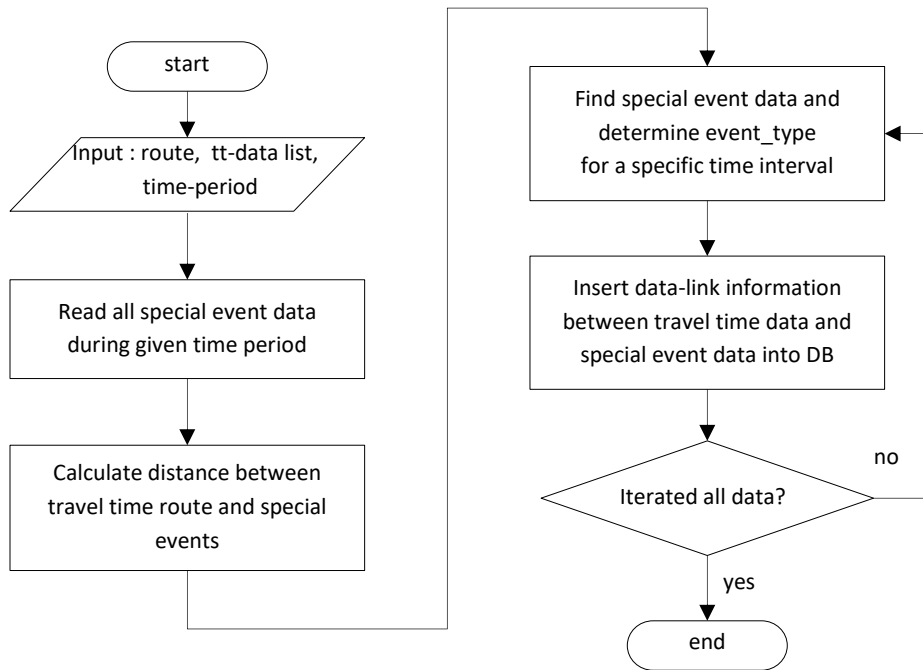 start
Input : route, tt-data list,
time-period
Read all special event data
during given time period
Calculate distance between
travel time route and special
events
Find special event data and
determine event_type
for a specific time interval
Insert data-link information
between travel time data and
special event data into DB
Iterated all data?
no
yes
end